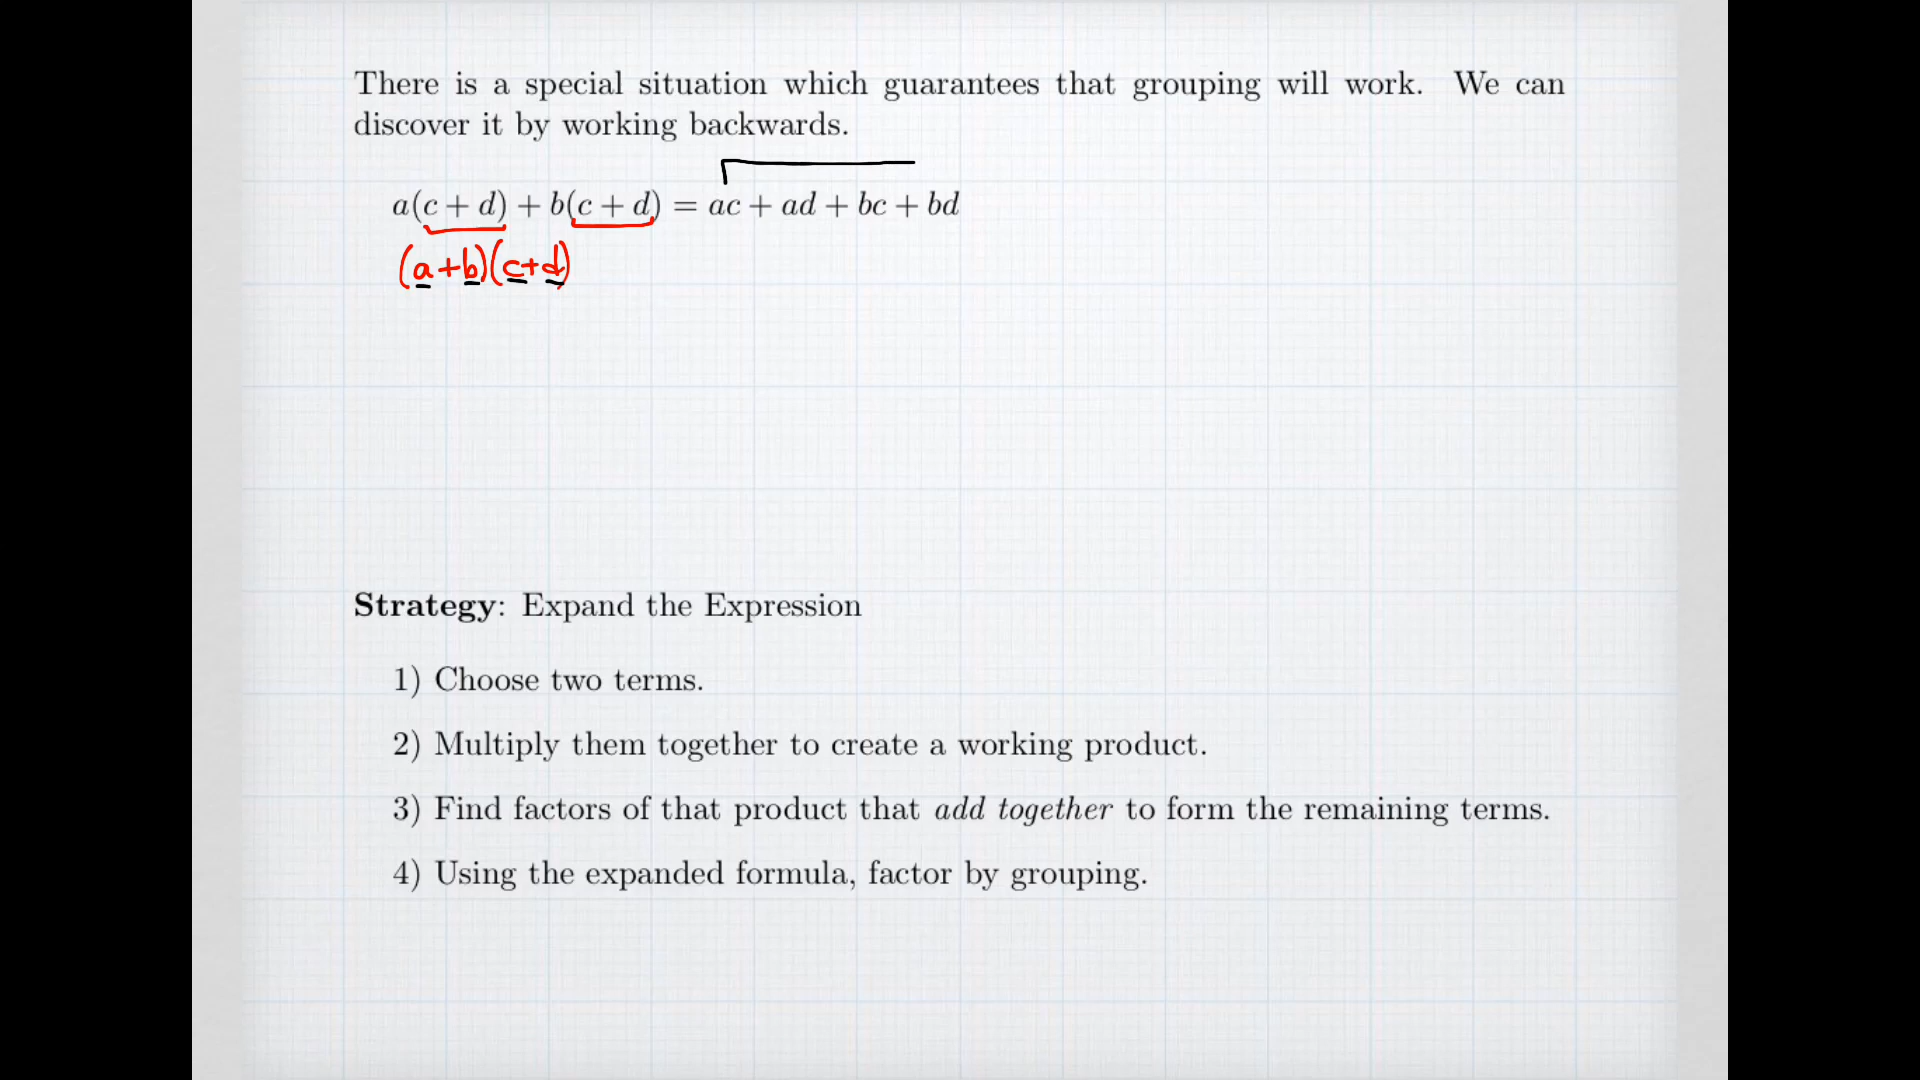 There is a special situation which guarantees that grouping will work. We can
discover it by working backwards.
a(c + d) + b(c + d) = ac + ad + bc + bd
(a+b)(c+d)
Strategy: Expand the Expression
1) Choose two terms.
2) Multiply them together to create a working product.
3) Find factors of that product that add together to form the remaining terms.
4) Using the expanded formula, factor by grouping.